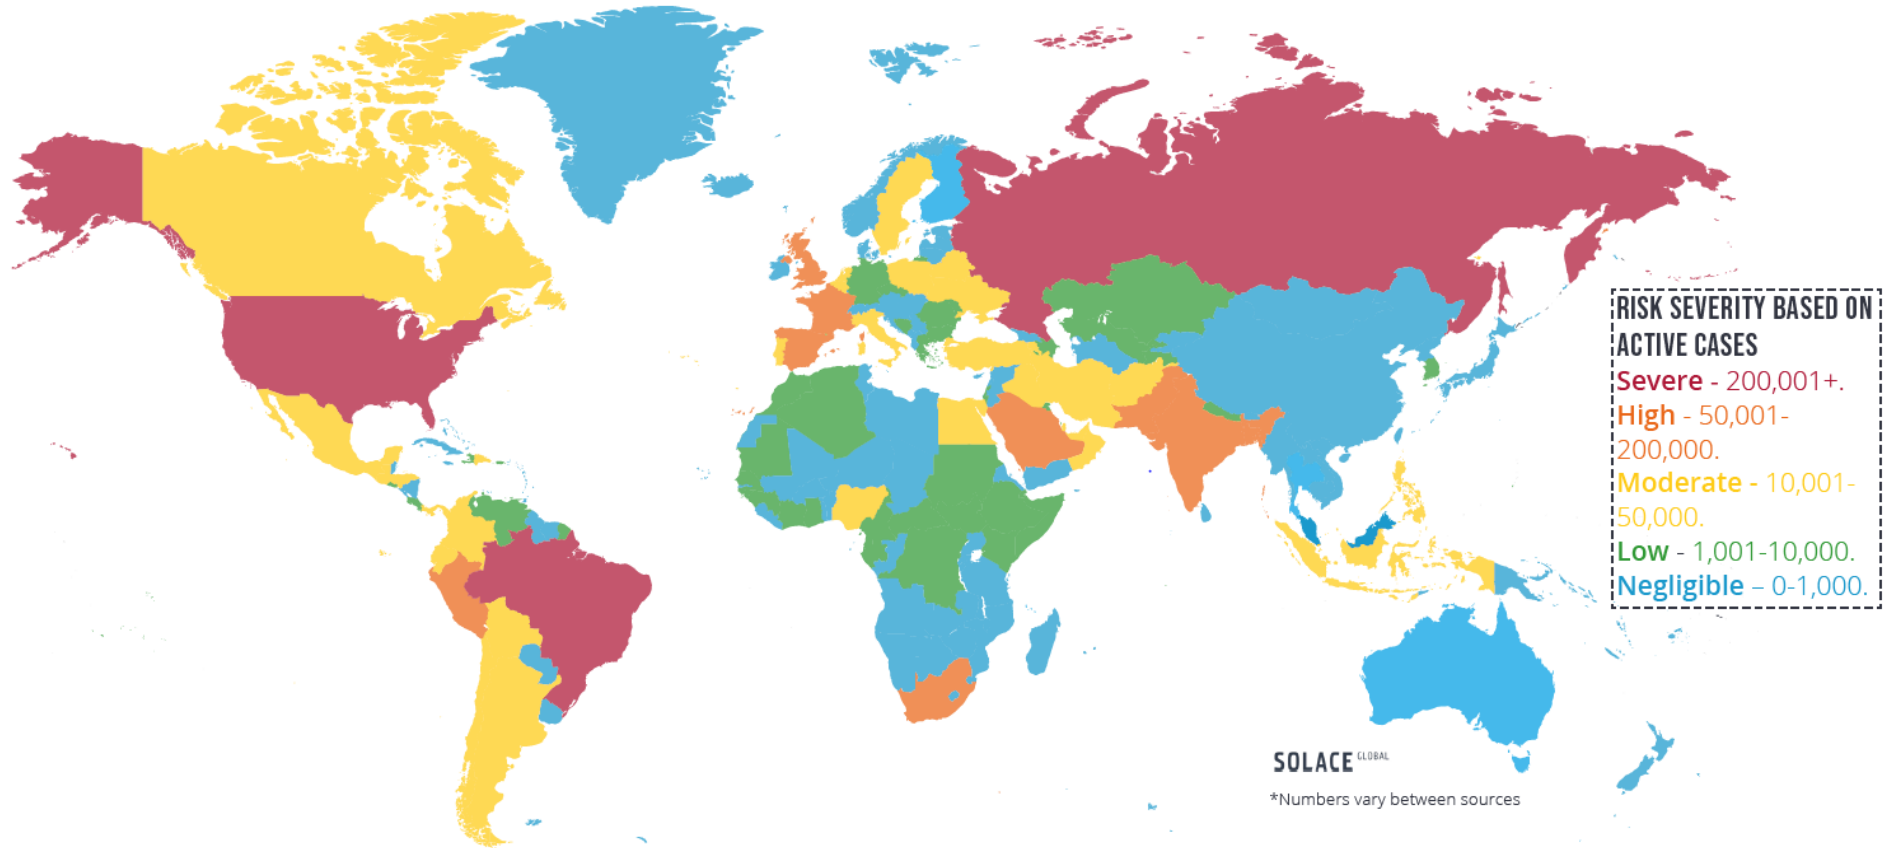 RISK SEVERITY BASED ON
ACTIVE CASES
Severe - 200,001+.
High - 50,001-
200,000.
Moderate - 10,001-
50,000.
Low - 1,001-10,000.
Negligible – 0-1,000.
SOLACE GLOBAL
*Numbers vary between sources